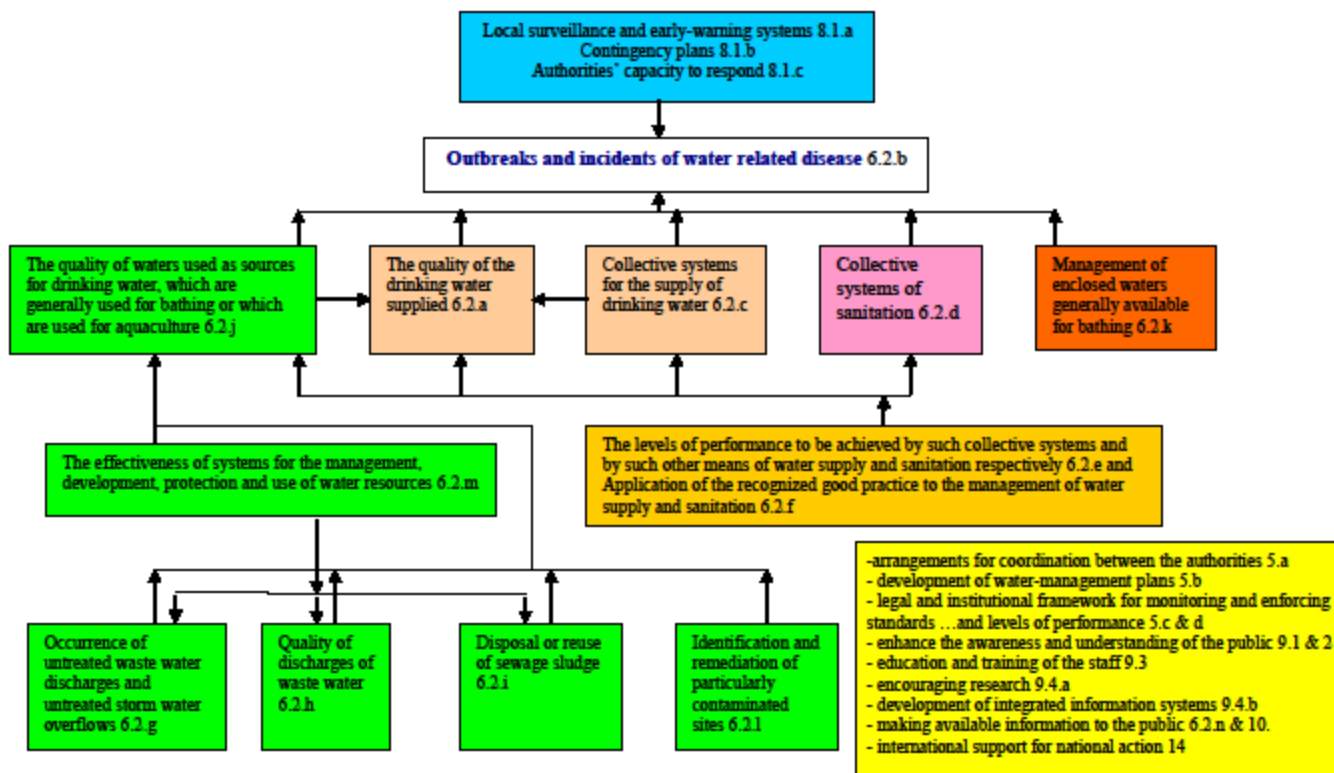 Local surveillance and early-warning systems 8.1.a
Contingency plans 8.1.b
Authorities' capacity to respond 8.1.c
Outbreaks and incidents of water related disease 6.2.b
The quality of waters used as sources
for drinking water, which are
generally used for bathing or which
are used for aquaculture 6.2.j
The quality of the
drinking water
supplied 6.2.a
Collective systems
for the supply of
drinking water 6.2.c
Collective
systems of
sanitation 6.2.d
Management of
enclosed waters
generally available
for bathing 6.2.k
The effectiveness of systems for the management,
development, protection and use of water resources 6.2.m
The levels of performance to be achieved by such collective systems and
by such other means of water supply and sanitation respectively 6.2.e and
Application of the recognized good practice to the management of water
supply and sanitation 6.2.f
Occurrence of
untreated waste water
discharges and
untreated storm water
overflows 6.2.g
Quality of
discharges of
waste water
6.2.h
Disposal or reuse
of sewage sludge
6.2.i
Identification and
remediation of
particularly
contaminated
sites 6.2.l
-arrangements for coordination between the authorities 5.a
- development of water-management plans 5.b
- legal and institutional framework for monitoring and enforcing
standards …and levels of performance 5.c & d
- enhance the awareness and understanding of the public 9.1 & 2
- education and training of the staff 9.3
- encouraging research 9.4.a
- development of integrated information systems 9.4.b
- making available information to the public 6.2.n & 10.
- international support for national action 14